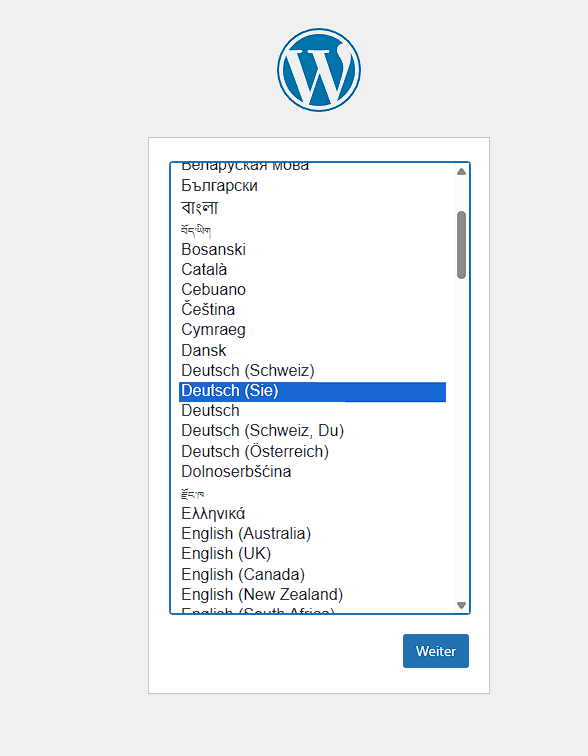 Беларуская мова
Български
বাংলা
བོད་ཡིག
Bosanski
Català
Cebuano
Čeština
Cymraeg
Dansk
Deutsch (Schweiz)
Deutsch (Sie)
Deutsch
Deutsch (Schweiz, Du)
Deutsch (Österreich)
Dolnoserbšćina
རྫོང་ཁ
Ελληνικά
English (Australia)
English (UK)
English (Canada)
English (New Zealand)
English (South Africa)
Weiter